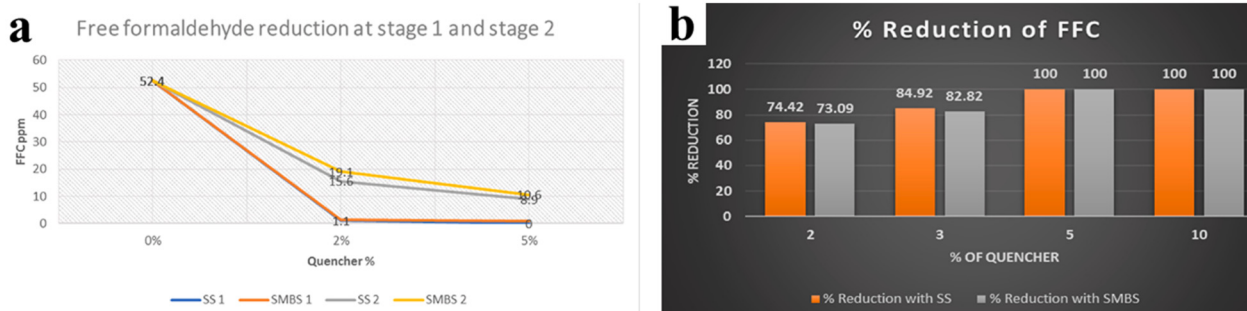 a
Free formaldehyde reduction at stage 1 and stage 2
60
50
40
30
20
10
0
FFC ppm
52.4
19.1
15.6
1.1
10.6
8.9
0
0%
2%
5%
Quencher %
SS 1
SMBS 1
SS 2
SMBS 2
b
% Reduction of FFC
120
100
80
60
40
20
0
% REDUCTION
74.42
73.09
84.92
82.82
100
100
100
100
2
3
5
10
% OF QUENCHER
% Reduction with SS
% Reduction with SMBS